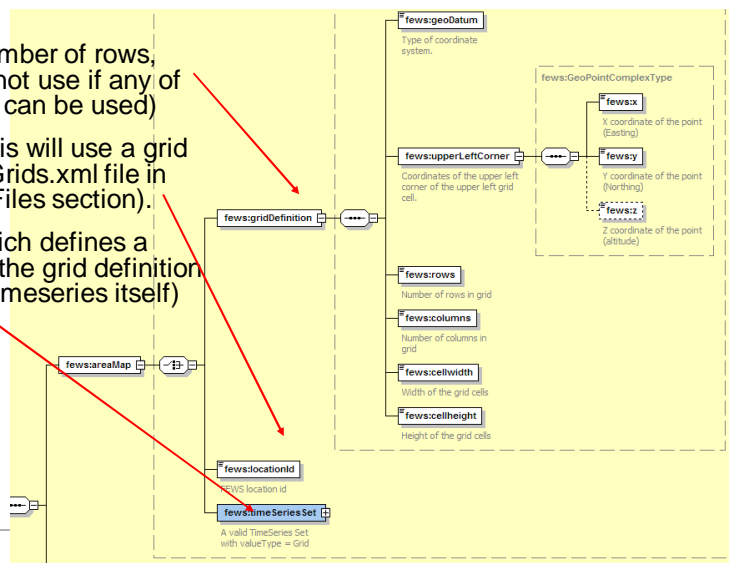 mber of rows,
not use if any of
can be used)
is will use a grid
Grids.xml file in
Files section).
ich defines a
the grid definition
meseries itself)
fews:areaMap
fews:gridDefinition
fews:locationId
FEWS location id
fews:timeSeriesSet
A valid TimeSeries Set
with valueType = Grid
fews:geoDatum
Type of coordinate
system.
fews:upperLeftCorner
Coordinates of the upper left
corner of the upper left grid
cell.
fews:GeoPointComplexType
fews:x
X coordinate of the point
(Easting)
fews:y
Y coordinate of the point
(Northing)
fews:z
Z coordinate of the point
(altitude)
fews:rows
Number of rows in grid
fews:columns
Number of columns in
grid
fews:cellwidth
Width of the grid cells
fews:cellheight
Height of the grid cells